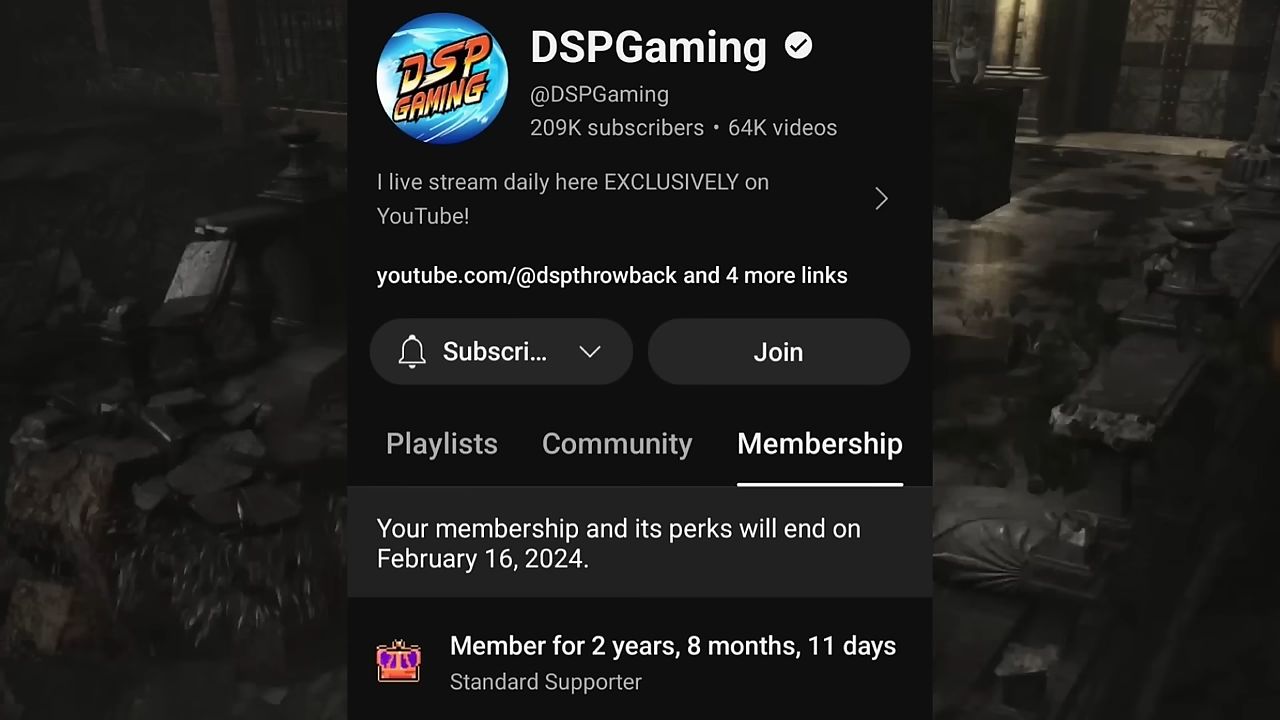 DSP
GAMING
DSPGaming
@DSPGaming
209K subscribers • 64K videos
I live stream daily here EXCLUSIVELY on
YouTube!
youtube.com/@dspthrowback and 4 more links
Subscri...
Join
Playlists
Community
Membership
Your membership and its perks will end on
February 16, 2024.
Member for 2 years, 8 months, 11 days
Standard Supporter